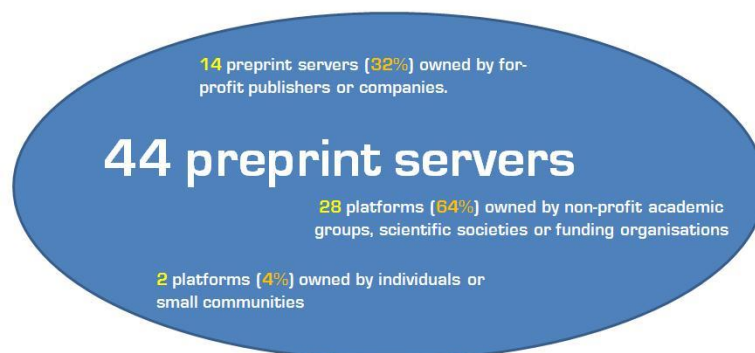 14 preprint servers (32%) owned by for-
profit publishers or companies.
44 preprint servers
28 platforms (64%) owned by non-profit academic
groups, scientific societies or funding organisations
2 platforms (4%) owned by individuals or
small communities